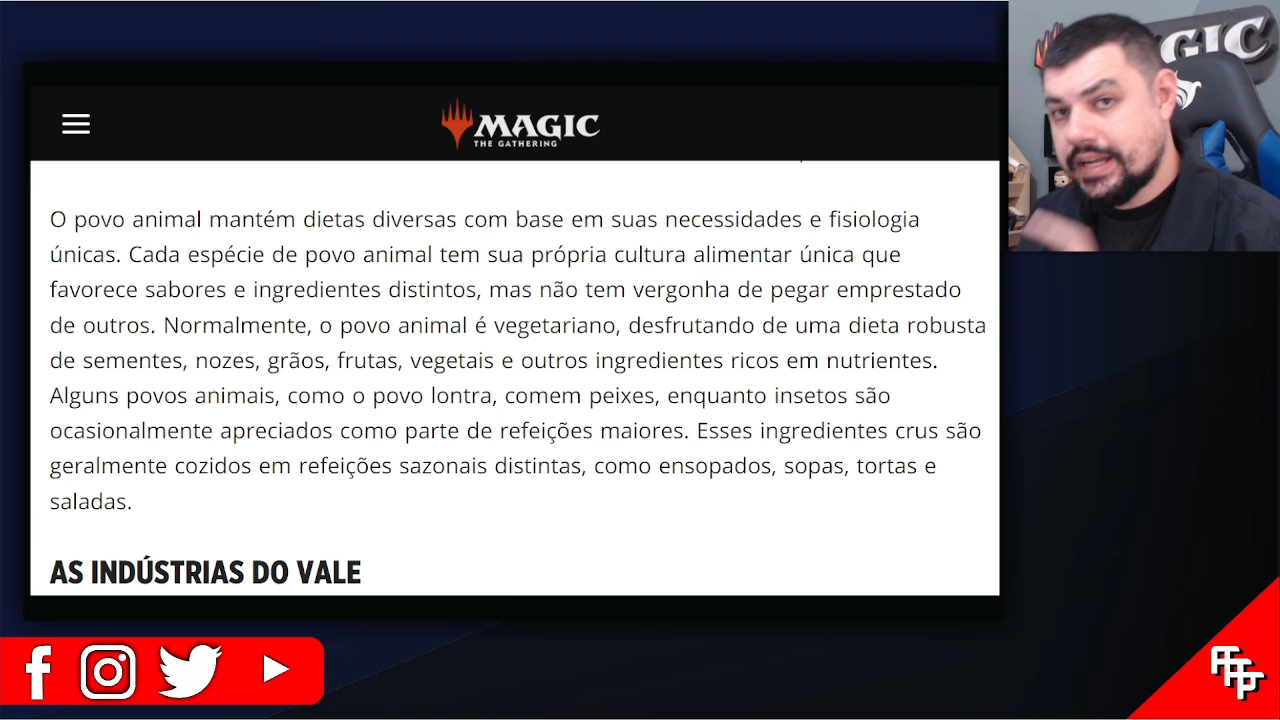 MAGIC
THE GATHERING
O povo animal mantém dietas diversas com base em suas necessidades e fisiologia
únicas. Cada espécie de povo animal tem sua própria cultura alimentar única que
favorece sabores e ingredientes distintos, mas não tem vergonha de pegar emprestado
de outros. Normalmente, o povo animal é vegetariano, desfrutando de uma dieta robusta
de sementes, nozes, grãos, frutas, vegetais e outros ingredientes ricos em nutrientes.
Alguns povos animais, como o povo lontra, comem peixes, enquanto insetos são
ocasionalmente apreciados como parte de refeições maiores. Esses ingredientes crus são
geralmente cozidos em refeições sazonais distintas, como ensopados, sopas, tortas e
saladas.
AS INDÚSTRIAS DO VALE